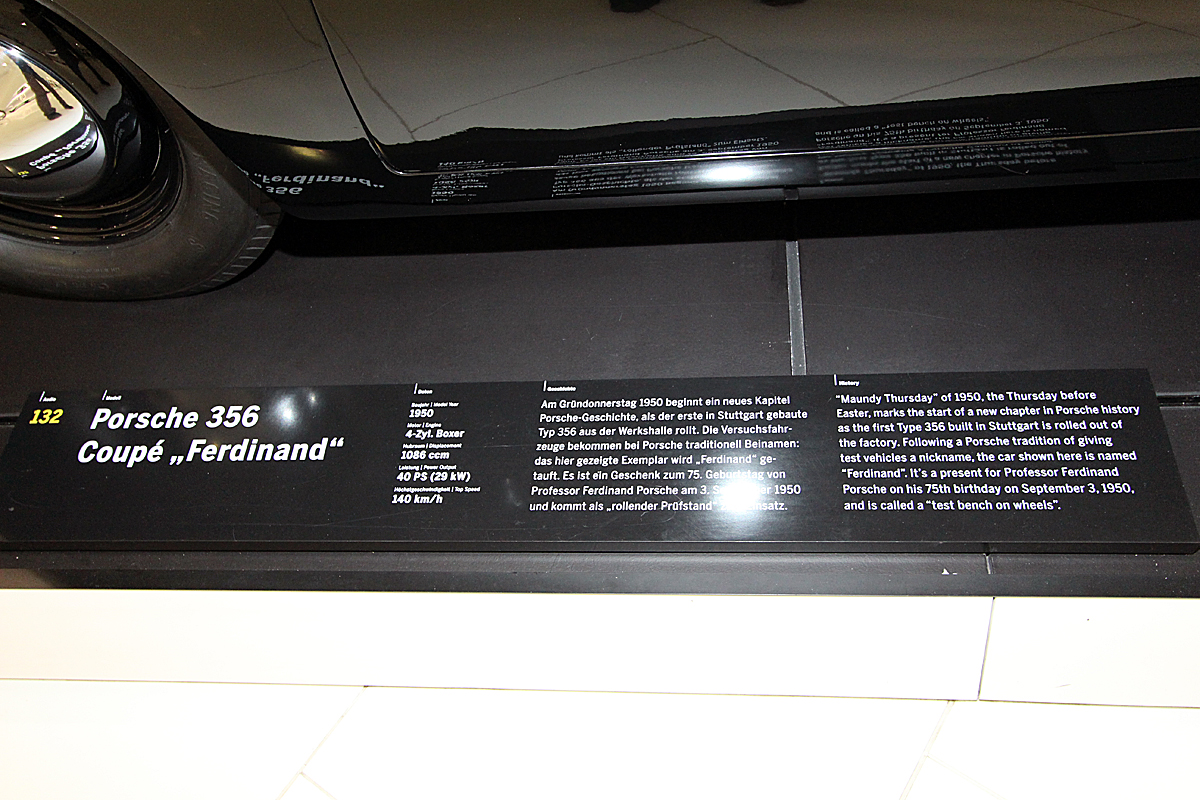 Audio
132
Modell
Porsche 356
Coupé „Ferdinand“
Daten
Baujahr | Model Year
1950
Motor | Engine
4-Zyl. Boxer
Hubraum | Displacement
1086 ccm
Leistung | Power Output
40 PS (29 kW)
Höchstgeschwindigkeit | Top Speed
140 km/h
Geschichte
Am Gründonnerstag 1950 beginnt ein neues Kapitel
Porsche-Geschichte, als der erste in Stuttgart gebaute
Typ 356 aus der Werkshalle rollt. Die Versuchsfahr-
zeuge bekommen bei Porsche traditionell Beinamen:
das hier gezeigte Exemplar wird „Ferdinand“ ge-
tauft. Es ist ein Geschenk zum 75. Geburtstag von
Professor Ferdinand Porsche am 3. 1950
und kommt als „rollender Prüfstand“
History
“Maundy Thursday” of 1950, the Thursday before
Easter, marks the start of a new chapter in Porsche history
as the first Type 356 built in Stuttgart is rolled out of
the factory. Following a Porsche tradition of giving
test vehicles a nickname, the car shown here is named
“Ferdinand”. It’s a present for Professor Ferdinand
Porsche on his 75th birthday on September 3, 1950,
and is called a “test bench on wheels”.